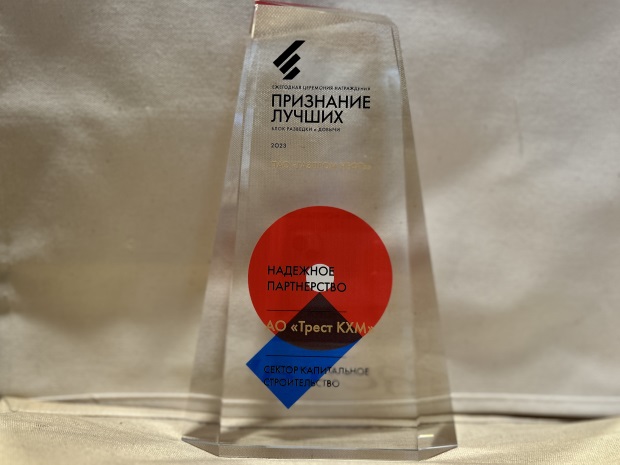 ЕЖЕГОДНАЯ ЦЕРЕМОНИЯ НАГРАЖДЕНИЯ
ПРИЗНАНИЕ
ЛУЧШИХ
БЛОК РАЗВЕДКИ и ДОБЫЧИ
2023
НАДЕЖНОЕ
ПАРТНЕРСТВО
АО «Трест КХМ»
СЕКТОР КАПИТАЛЬНОЕ
СТРОИТЕЛЬСТВО